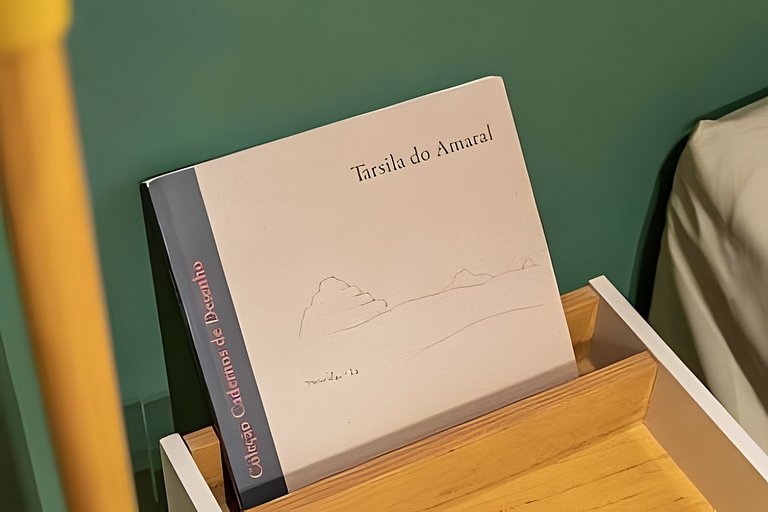 Tarsila do Amaral
Coleção Cadernos de Desenho